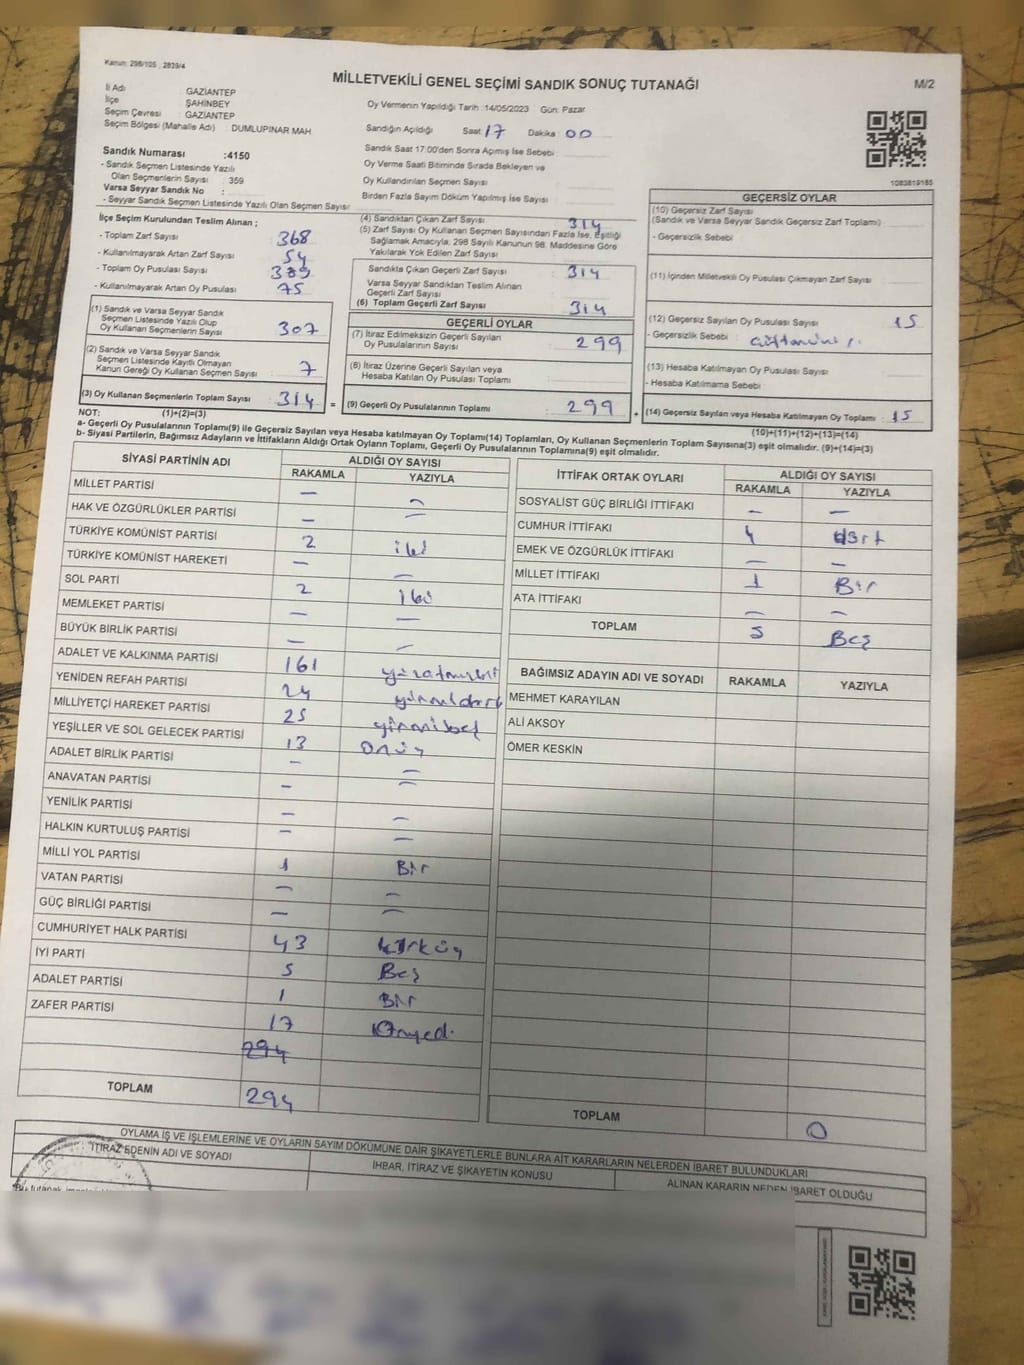 Kanun: 298/105 , 2839/4
MİLLETVEKİLİ GENEL SEÇİMİ SANDIK SONUÇ TUTANAĞI
M/2
İl Adı GAZİANTEP
İlçe ŞAHİNBEY
Seçim Çevresi GAZİANTEP
Seçim Bölgesi (Mahalle Adı) : DUMLUPINAR MAH
Oy Vermenin Yapıldığı Tarih :14/05/2023 Gün: Pazar
Sandığın Açıldığı Saat: 17 Dakika: 00
Sandık Saat 17:00'den Sonra Açmış İse Sebebi
Oy Verme Saati Bitiminde Sırada Bekleyen ve
Oy Kullandırılan Seçmen Sayısı
Birden Fazla Sayım Döküm Yapılmış İse Sayısı
Sandık Numarası :4150
- Sandık Seçmen Listesinde Yazılı
Olan Seçmenlerin Sayısı : 359
Varsa Seyyar Sandık No :
- Seyyar Sandık Seçmen Listesinde Yazılı Olan Seçmen Sayısı
1083819185
İlçe Seçim Kurulundan Teslim Alınan ;
- Toplam Zarf Sayısı 368
- Kullanılmayarak Artan Zarf Sayısı 54
- Toplam Oy Pusulası Sayısı 389
- Kullanılmayarak Artan Oy Pusulası 75
(1) Sandık ve Varsa Seyyar Sandık
Seçmen Listesinde Yazılı Olup
Oy Kullanan Seçmenlerin Sayısı 307
(2) Sandık ve Varsa Seyyar Sandık
Seçmen Listesinde Kayıtlı Olmayan
Kanun Gereği Oy Kullanan Seçmen Sayısı 7
(3) Oy Kullanan Seçmenlerin Toplam Sayısı 314 =
(4) Sandıktan Çıkan Zarf Sayısı 314
(5) Zarf Sayısı Oy Kullanan Seçmen Sayısından Fazla İse, Eşitliği
Sağlamak Amacıyla, 298 Sayılı Kanunun 98. Maddesine Göre
Yakılarak Yok Edilen Zarf Sayısı
Sandıkta Çıkan Geçerli Zarf Sayısı 314
Varsa Seyyar Sandıktan Teslim Alınan
Geçerli Zarf Sayısı
(6) Toplam Geçerli Zarf Sayısı 314
GEÇERLİ OYLAR
(7) İtiraz Edilmeksizin Geçerli Sayılan
Oy Pusulalarının Sayısı 299
(8) İtiraz Üzerine Geçerli Sayılan veya
Hesaba Katılan Oy Pusulası Toplamı
(9) Geçerli Oy Pusulalarının Toplamı 299 +
GEÇERSİZ OYLAR
(10) Geçersiz Zarf Sayısı
(Sandık ve Varsa Seyyar Sandık Geçersiz Zarf Toplamı)
- Geçersizlik Sebebi
(11) İçinden Milletvekili Oy Pusulası Çıkmayan Zarf Sayısı
(12) Geçersiz Sayılan Oy Pusulası Sayısı 15
- Geçersizlik Sebebi
(13) Hesaba Katılmayan Oy Pusulası Sayısı
- Hesaba Katılmama Sebebi
(14) Geçersiz Sayılan veya Hesaba Katılmayan Oy Toplamı : 15
NOT: (1)+(2)=(3)
(10)+(11)+(12)+(13)=(14)
a- Geçerli Oy Pusulalarının Toplamı(9) ile Geçersiz Sayılan veya Hesaba katılmayan Oy Toplamı(14) Toplamları, Oy Kullanan Seçmenlerin Toplam Sayısına(3) eşit olmalıdır. (9)+(14)=(3)
b- Siyasi Partilerin, Bağımsız Adayların ve İttifakların Aldığı Ortak Oyların Toplamı, Geçerli Oy Pusulalarının Toplamına(9) eşit olmalıdır.
SİYASİ PARTİNİN ADI ALDIĞI OY SAYISI
RAKAMLA YAZIYLA
MİLLET PARTİSİ — —
HAK VE ÖZGÜRLÜKLER PARTİSİ — —
TÜRKİYE KOMÜNİST PARTİSİ 2 iki
TÜRKİYE KOMÜNİST HAREKETİ — —
SOL PARTİ 2 iki
MEMLEKET PARTİSİ — —
BÜYÜK BİRLİK PARTİSİ — —
ADALET VE KALKINMA PARTİSİ 161 yüzatmışbir
YENİDEN REFAH PARTİSİ 24 yirmidört
MİLLİYETÇİ HAREKET PARTİSİ 25 yirmibeş
YEŞİLLER VE SOL GELECEK PARTİSİ 13 Onüç
ADALET BİRLİK PARTİSİ — —
ANAVATAN PARTİSİ — —
YENİLİK PARTİSİ — —
HALKIN KURTULUŞ PARTİSİ — —
MİLLİ YOL PARTİSİ 1 Bir
VATAN PARTİSİ — —
GÜÇ BİRLİĞİ PARTİSİ — —
CUMHURİYET HALK PARTİSİ 43 kırküç
İYİ PARTİ 5 Beş
ADALET PARTİSİ 1 Bir
ZAFER PARTİSİ 17 Onyedi
294
TOPLAM 294
İTTİFAK ORTAK OYLARI ALDIĞI OY SAYISI
RAKAMLA YAZIYLA
SOSYALİST GÜÇ BİRLİĞİ İTTİFAKI — —
CUMHUR İTTİFAKI 4 dört
EMEK VE ÖZGÜRLÜK İTTİFAKI — —
MİLLET İTTİFAKI 1 Bir
ATA İTTİFAKI — —
TOPLAM 5 Beş
BAĞIMSIZ ADAYIN ADI VE SOYADI RAKAMLA YAZIYLA
MEHMET KARAYILAN
ALİ AKSOY
ÖMER KESKİN
TOPLAM 0
OYLAMA İŞ VE İŞLEMLERİNE VE OYLARIN SAYIM DÖKÜMÜNE DAİR ŞİKAYETLERLE BUNLARA AİT KARARLARIN NELERDEN İBARET BULUNDUKLARI
İTİRAZ EDENİN ADI VE SOYADI
İHBAR, İTİRAZ VE ŞİKAYETİN KONUSU
ALINAN KARARIN NEDEN İBARET OLDUĞU